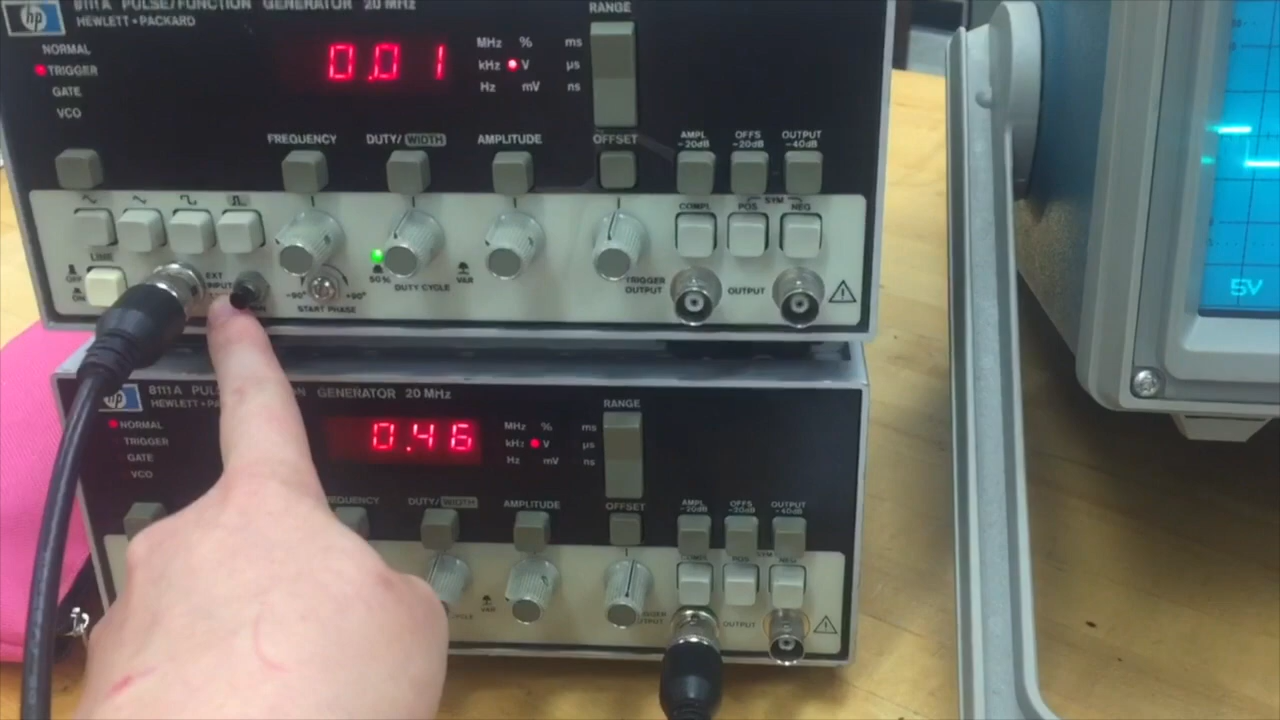 hp 8111A PULSE/FUNCTION GENERATOR 20 MHz
HEWLETT • PACKARD
RANGE
NORMAL
TRIGGER
GATE
VCO
0.01
MHz % ms
kHz V µs
Hz mV ns
FREQUENCY DUTY/WIDTH AMPLITUDE OFFSET
AMPL -20dB
OFFS -20dB
OUTPUT -40dB
COMPL POS SYM NEG
LINE
OFF
ON
EXT
INPUT
-90° +90°
START PHASE
50% DUTY CYCLE VAR
TRIGGER OUTPUT
OUTPUT
5V
hp 8111A GENERATOR 20 MHz
HEWLETT
RANGE
NORMAL
TRIGGER
GATE
VCO
0.46
MHz % ms
kHz V µs
Hz mV ns
DUTY/WIDTH AMPLITUDE OFFSET
AMPL -20dB
OFFS -20dB
OUTPUT -40dB
NEG
VAR
OUTPUT